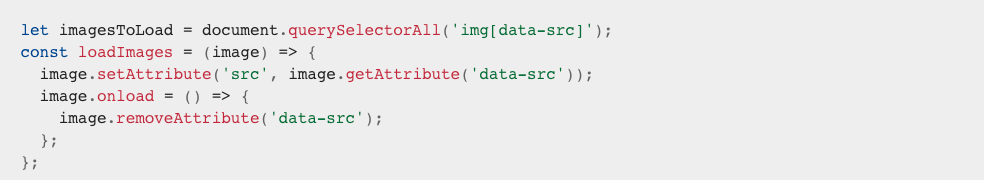 let imagesToLoad = document.querySelectorAll('img[data-src]');
const loadImages = (image) => {
  image.setAttribute('src', image.getAttribute('data-src'));
  image.onload = () => {
    image.removeAttribute('data-src');
  };
};